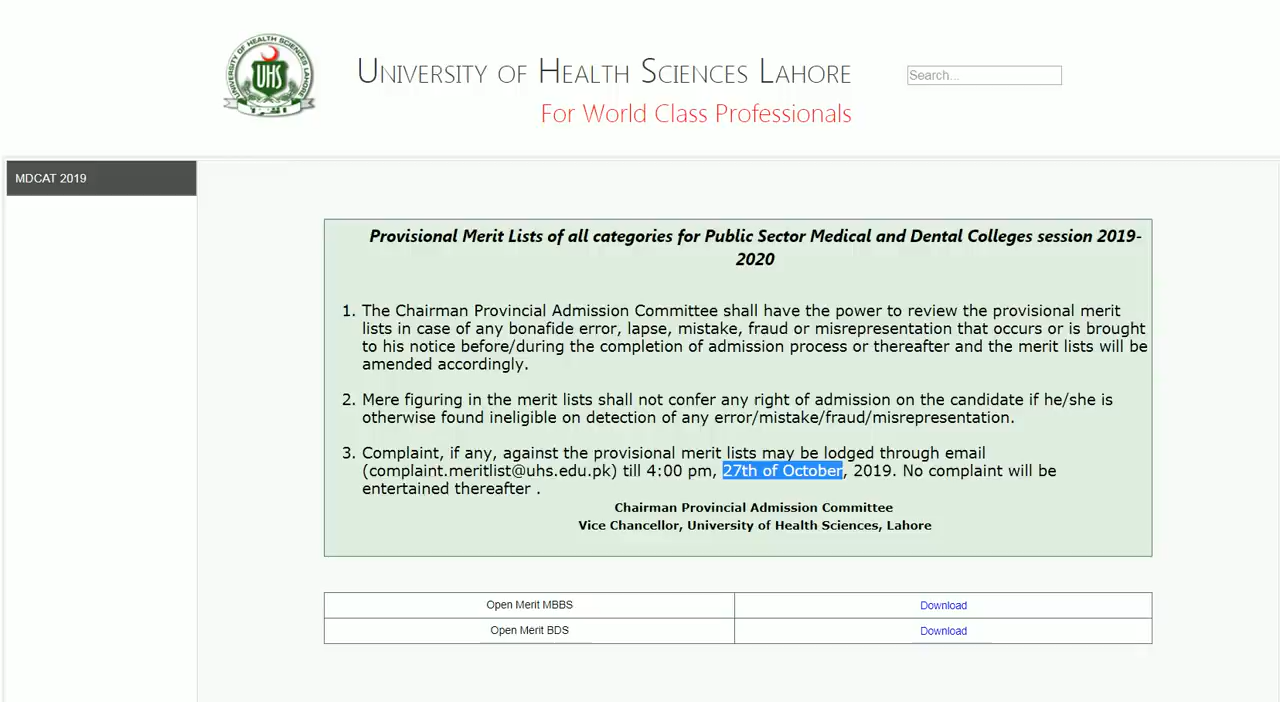 UNIVERSITY OF HEALTH SCIENCES LAHORE
UHS
UNIVERSITY OF HEALTH SCIENCES LAHORE
Search...
For World Class Professionals
MDCAT 2019
Provisional Merit Lists of all categories for Public Sector Medical and Dental Colleges session 2019-
2020
1. The Chairman Provincial Admission Committee shall have the power to review the provisional merit
lists in case of any bonafide error, lapse, mistake, fraud or misrepresentation that occurs or is brought
to his notice before/during the completion of admission process or thereafter and the merit lists will be
amended accordingly.
2. Mere figuring in the merit lists shall not confer any right of admission on the candidate if he/she is
otherwise found ineligible on detection of any error/mistake/fraud/misrepresentation.
3. Complaint, if any, against the provisional merit lists may be lodged through email
(complaint.meritlist@uhs.edu.pk) till 4:00 pm, 27th of October, 2019. No complaint will be
entertained thereafter .
Chairman Provincial Admission Committee
Vice Chancellor, University of Health Sciences, Lahore
Open Merit MBBS Download
Open Merit BDS Download